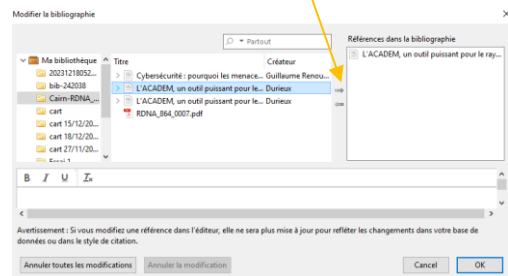 Modifier la bibliographie
Partout
Références dans la bibliographie
L'ACADEM, un outil puissant pour le ray...
Ma bibliothèque
20231218052...
bib-242038
Cairn-RDNA_...
cart
cart 15/12/20...
cart 18/12/20...
cart 27/11/20...
Essai 1
Titre Créateur
Cybersécurité : pourquoi les menace... Guillaume Renou...
L'ACADEM, un outil puissant pour le... Durieux
L'ACADEM, un outil puissant pour le... Durieux
RDNA_864_0007.pdf
B I U Tx
Avertissement : Si vous modifiez une référence dans l'éditeur, elle ne sera plus mise à jour pour refléter les changements dans votre base de
données ou dans le style de citation.
Annuler toutes les modifications Annuler la modification Cancel OK